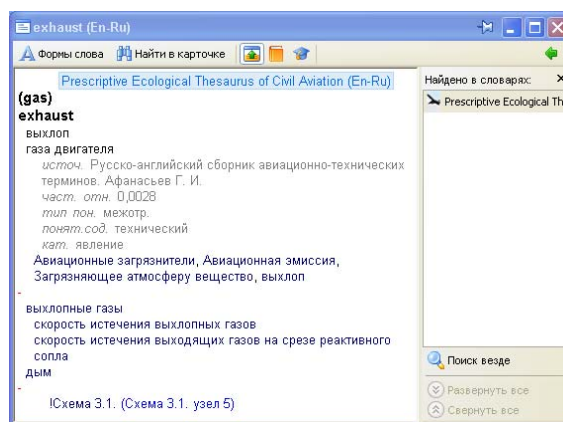 exhaust (En-Ru)
Формы слова Найти в карточке
Prescriptive Ecological Thesaurus of Civil Aviation (En-Ru)
(gas)
exhaust
выхлоп
газа двигателя
источ. Русско-английский сборник авиационно-технических
терминов. Афанасьев Г. И.
част. отн. 0,0028
тип пон. межотр.
понят.сод. технический
кат. явление
Авиационные загрязнители, Авиационная эмиссия,
Загрязняющее атмосферу вещество, выхлоп
-
выхлопные газы
скорость истечения выхлопных газов
скорость истечения выходящих газов на срезе реактивного
сопла
дым
-
!Схема 3.1. (Схема 3.1. узел 5)
Найдено в словарях:
Prescriptive Ecological Th
Поиск везде
Развернуть все
Свернуть все